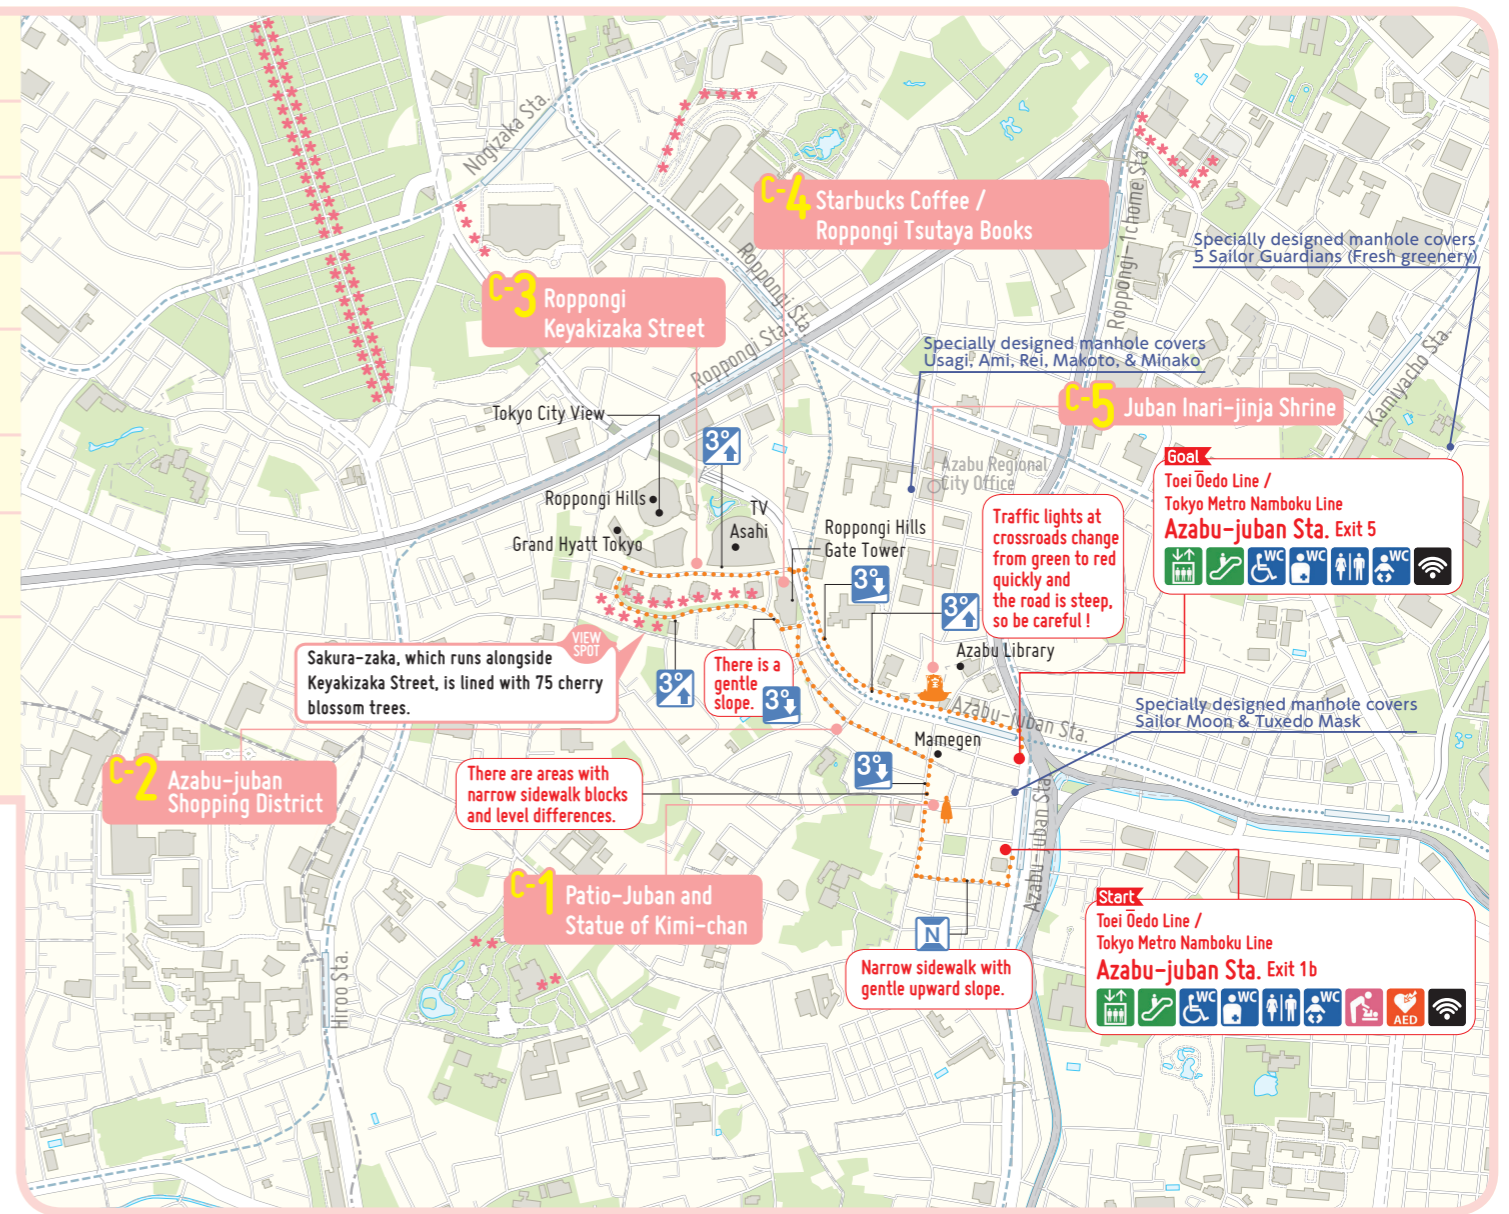 Nogizaka Sta.
C-4
Starbucks Coffee /
Roppongi Tsutaya Books
Roppongi-1chome Sta.
Specially designed manhole covers
5 Sailor Guardians (Fresh greenery)
C-3
Roppongi
Keyakizaka Street
Roppongi Sta.
Roppongi Sta.
Specially designed manhole covers
Usagi, Ami, Rei, Makoto, & Minako
Kamiyacho Sta.
C-5
Juban Inari-jinja Shrine
Tokyo City View
3°
Azabu Regional
City Office
Goal
Toei Ōedo Line /
Tokyo Metro Namboku Line
Azabu-juban Sta. Exit 5
WC
WC
WC
Roppongi Hills
TV
Asahi
Grand Hyatt Tokyo
Roppongi Hills
Gate Tower
Traffic lights at
crossroads change
from green to red
quickly and
the road is steep,
so be careful !
3°
3°
VIEW
SPOT
Sakura-zaka, which runs alongside
Keyakizaka Street, is lined with 75 cherry
blossom trees.
3°
There is a
gentle
slope.
3°
Azabu Library
Azabu-juban Sta.
Specially designed manhole covers
Sailor Moon & Tuxedo Mask
Mamegen
C-2
Azabu-juban
Shopping District
There are areas with
narrow sidewalk blocks
and level differences.
3°
Azabu-juban Sta.
C-1
Patio-Juban and
Statue of Kimi-chan
N
Narrow sidewalk with
gentle upward slope.
Start
Toei Ōedo Line /
Tokyo Metro Namboku Line
Azabu-juban Sta. Exit 1b
WC
WC
WC
AED
Hiroo Sta.